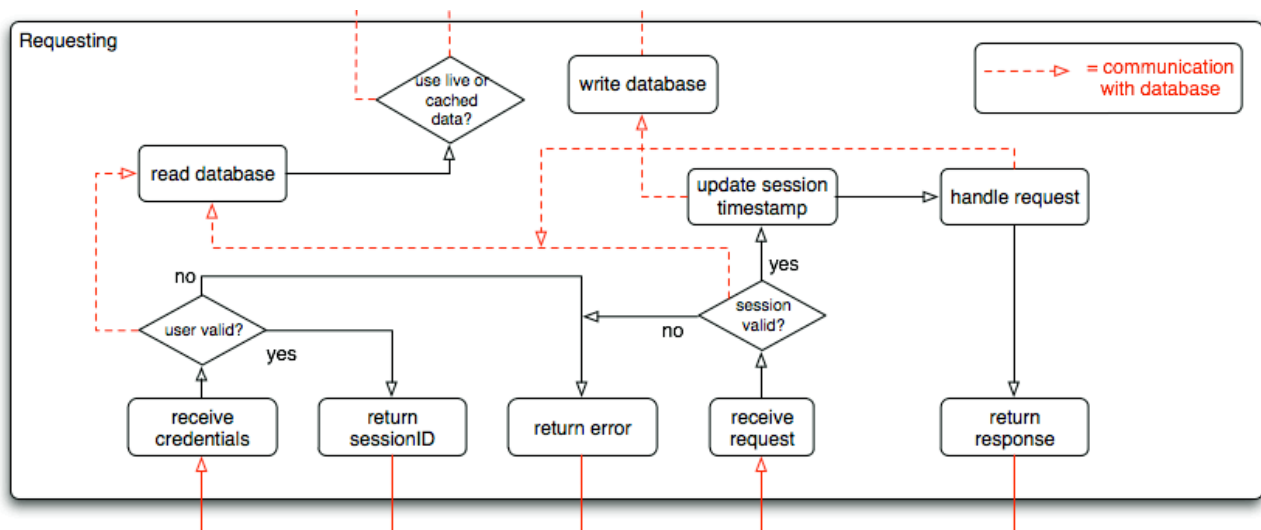 Requesting
use live or
cached
data?
write database
= communication
with database
read database
update session
timestamp
handle request
no
yes
user valid?
yes
no
session
valid?
receive
credentials
return
sessionID
return error
receive
request
return
response